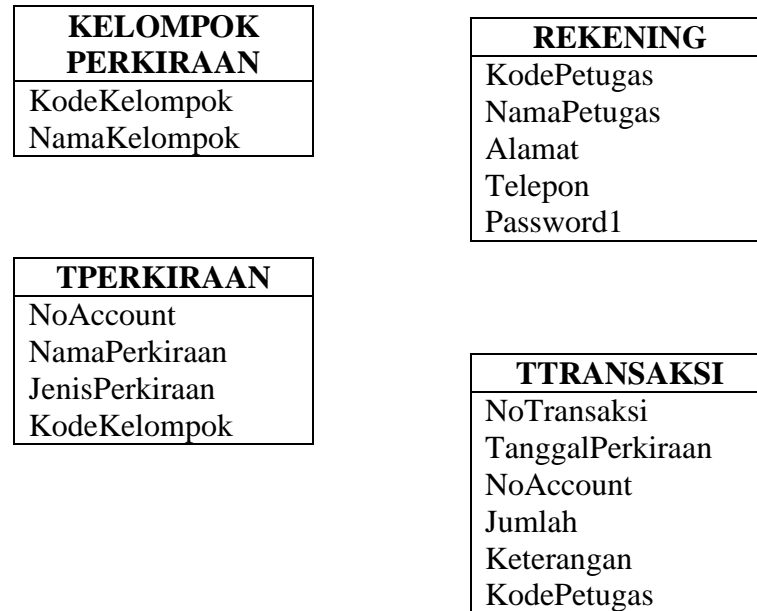 KELOMPOK
PERKIRAAN
KodeKelompok
NamaKelompok
REKENING
KodePetugas
NamaPetugas
Alamat
Telepon
Password1
TPERKIRAAN
NoAccount
NamaPerkiraan
JenisPerkiraan
KodeKelompok
TTRANSAKSI
NoTransaksi
TanggalPerkiraan
NoAccount
Jumlah
Keterangan
KodePetugas